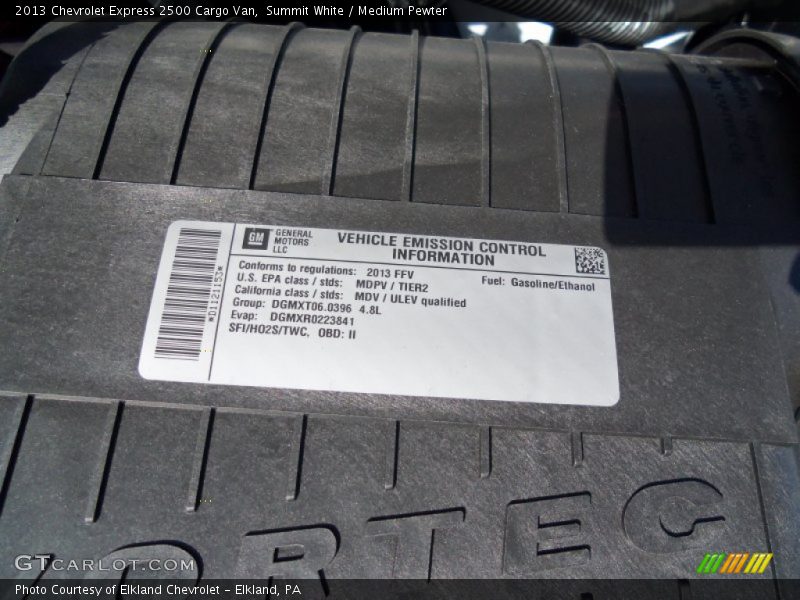 2013 Chevrolet Express 2500 Cargo Van,  Summit White / Medium Pewter
GM GENERAL MOTORS LLC
VEHICLE EMISSION CONTROL
INFORMATION
Conforms to regulations: 2013 FFV
Fuel: Gasoline/Ethanol
U.S. EPA class / stds: MDPV / TIER2
California class / stds: MDV / ULEV qualified
Group: DGMXT06.0396 4.8L
Evap: DGMXR0223841
SFI/HO2S/TWC, OBD: II
*D1121153*
ORTEC
GTcarlot.com
Photo Courtesy of Elkland Chevrolet – Elkland, PA